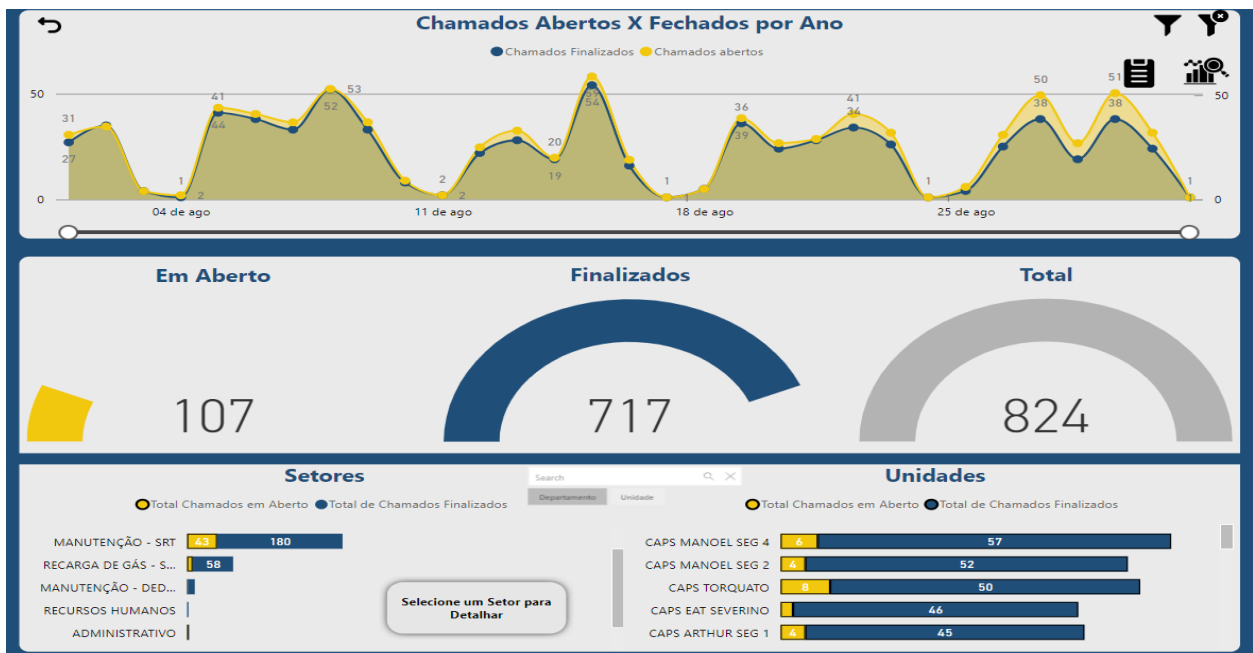 Chamados Abertos X Fechados por Ano
Chamados Finalizados Chamados abertos
50 31 27 1 2 41 44 52 53 2 2 20 19 59 54 1 1 36 39 41 34 1 50 38 51 38 1 1 50
0 0
04 de ago 11 de ago 18 de ago 25 de ago
Em Aberto Finalizados Total
107 717 824
Setores
Total Chamados em Aberto Total de Chamados Finalizados
MANUTENÇÃO - SRT 43 180
RECARGA DE GÁS - S... 58
MANUTENÇÃO - DED...
RECURSOS HUMANOS
ADMINISTRATIVO
Selecione um Setor para
Detalhar
Search
Departamento Unidade
Unidades
Total Chamados em Aberto Total de Chamados Finalizados
CAPS MANOEL SEG 4 6 57
CAPS MANOEL SEG 2 4 52
CAPS TORQUATO 8 50
CAPS EAT SEVERINO 46
CAPS ARTHUR SEG 1 4 45